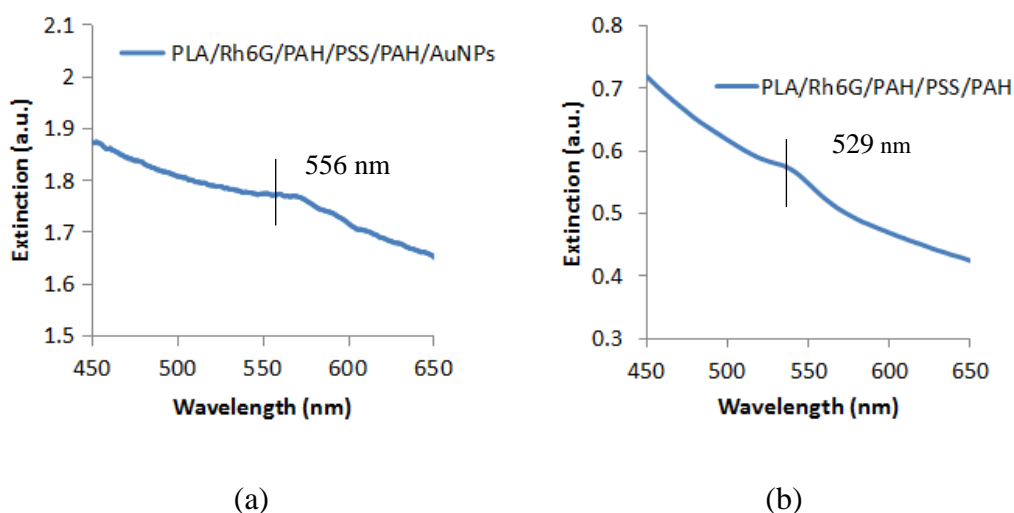 2.1
2
1.9
1.8
1.7
1.6
1.5
Extinction (a.u.)
PLA/Rh6G/PAH/PSS/PAH/AuNPs
556 nm
450 500 550 600 650
Wavelength (nm)
(a)
0.8
0.7
0.6
0.5
0.4
0.3
Extinction (a.u.)
PLA/Rh6G/PAH/PSS/PAH
529 nm
450 500 550 600 650
Wavelength (nm)
(b)